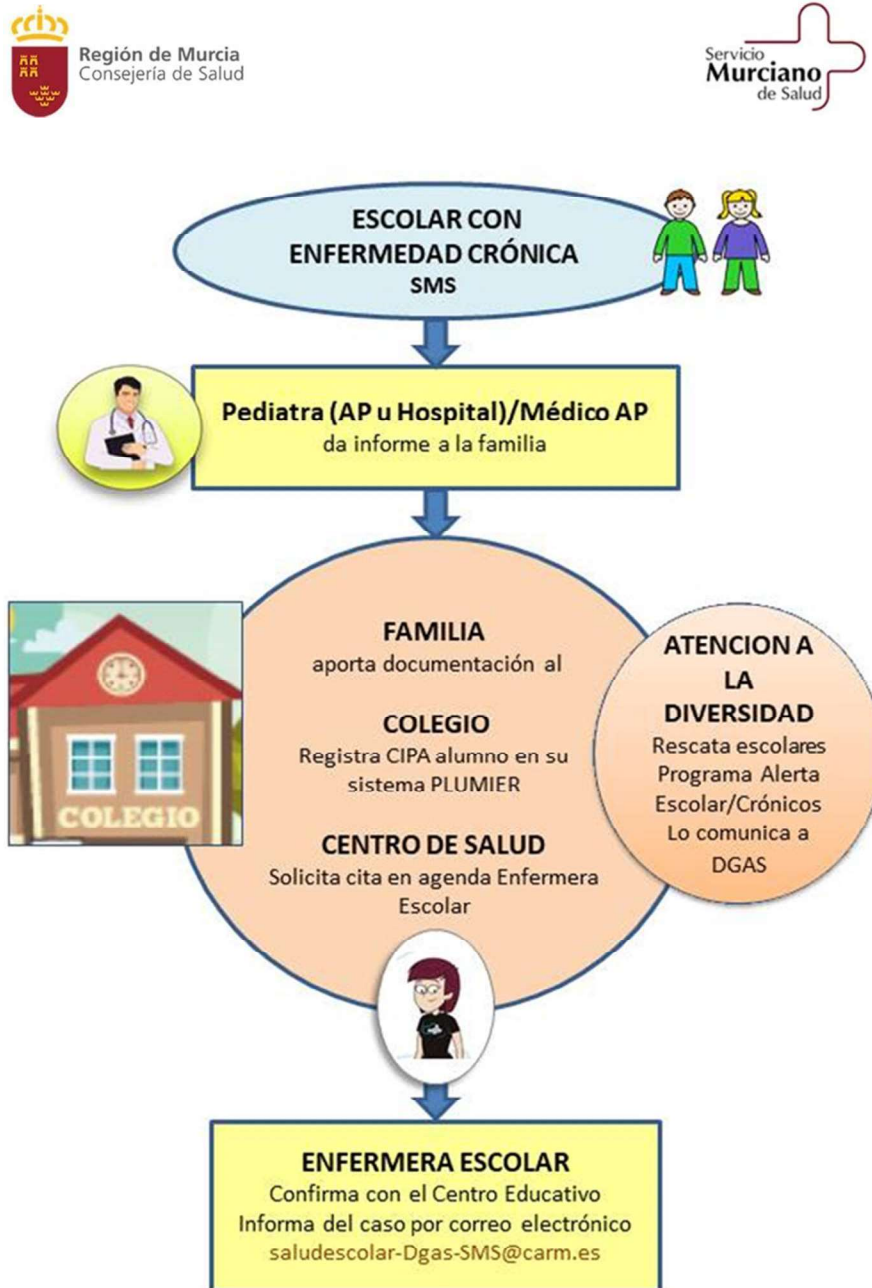 Región de Murcia
Consejería de Salud
Servicio
Murciano
de Salud
ESCOLAR CON
ENFERMEDAD CRÓNICA
SMS
Pediatra (AP u Hospital)/Médico AP
da informe a la familia
FAMILIA
aporta documentación al
COLEGIO
Registra CIPA alumno en su
sistema PLUMIER
CENTRO DE SALUD
Solicita cita en agenda Enfermera
Escolar
COLEGIO
ATENCION A
LA
DIVERSIDAD
Rescata escolares
Programa Alerta
Escolar/Crónicos
Lo comunica a
DGAS
ENFERMERA ESCOLAR
Confirma con el Centro Educativo
Informa del caso por correo electrónico
saludescolar-Dgas-SMS@carm.es